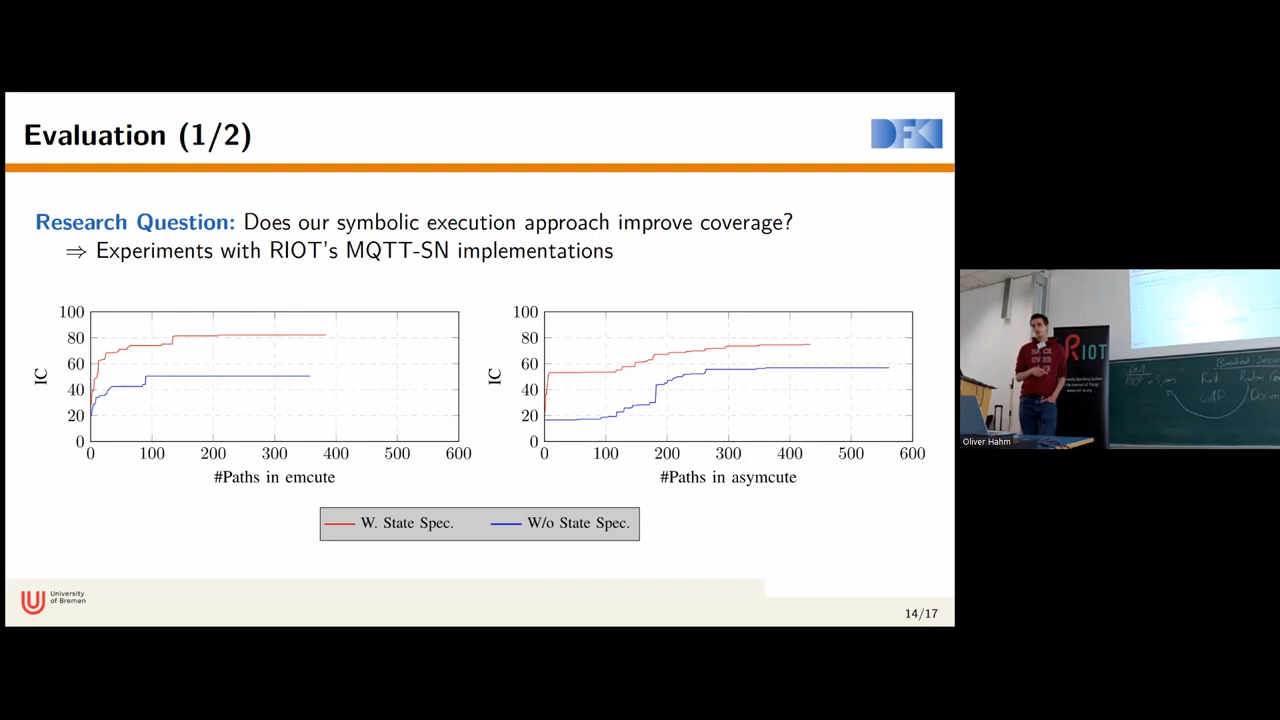 Evaluation (1/2)
DFK
Research Question: Does our symbolic execution approach improve coverage?
⇒ Experiments with RIOT's MQTT-SN implementations
100
80
60
40
20
0
IC
0 100 200 300 400 500 600
#Paths in emcute
100
80
60
40
20
0
IC
0 100 200 300 400 500 600
#Paths in asymcute
W. State Spec. W/o State Spec.
University
of Bremen
14/17
RIOT
Oliver Hahm